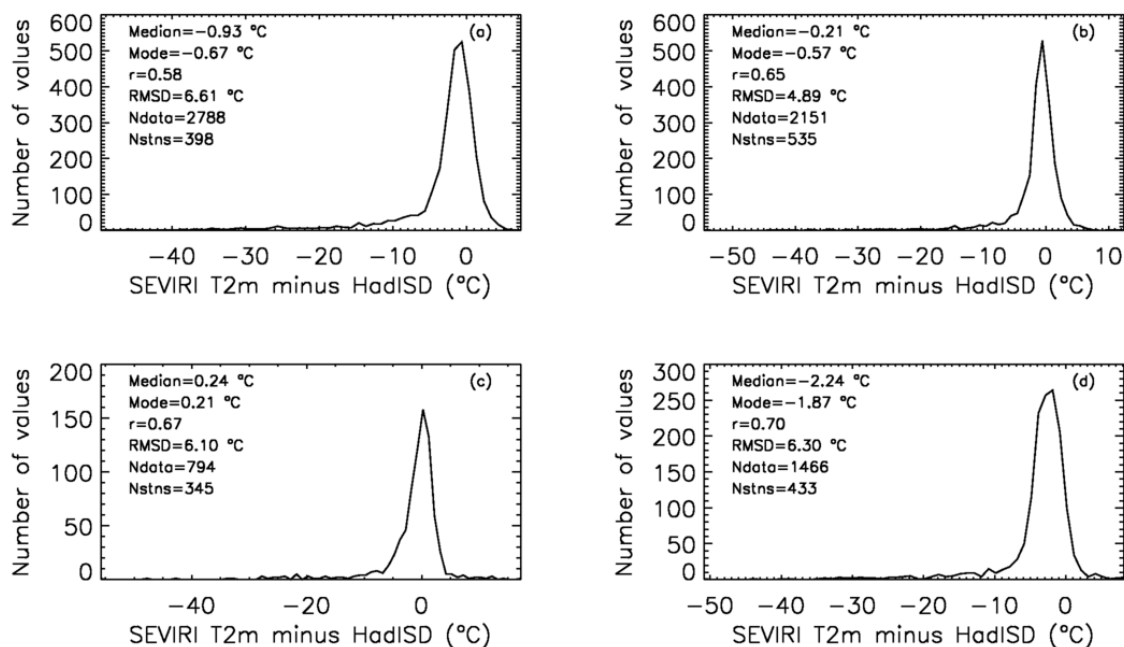 Median=−0.93 °C
(a)
Mode=−0.67 °C
r=0.58
RMSD=6.61 °C
Ndata=2788
Nstns=398
600
500
400
300
200
100
0
Number of values
−40 −30 −20 −10 0
SEVIRI T2m minus HadISD (°C)
Median=−0.21 °C
(b)
Mode=−0.57 °C
r=0.65
RMSD=4.89 °C
Ndata=2151
Nstns=535
600
500
400
300
200
100
0
Number of values
−50 −40 −30 −20 −10 0 10
SEVIRI T2m minus HadISD (°C)
Median=0.24 °C
(c)
Mode=0.21 °C
r=0.67
RMSD=6.10 °C
Ndata=794
Nstns=345
200
150
100
50
0
Number of values
−40 −20 0
SEVIRI T2m minus HadISD (°C)
Median=−2.24 °C
(d)
Mode=−1.87 °C
r=0.70
RMSD=6.30 °C
Ndata=1466
Nstns=433
300
250
200
150
100
50
0
Number of values
−50 −40 −30 −20 −10 0
SEVIRI T2m minus HadISD (°C)